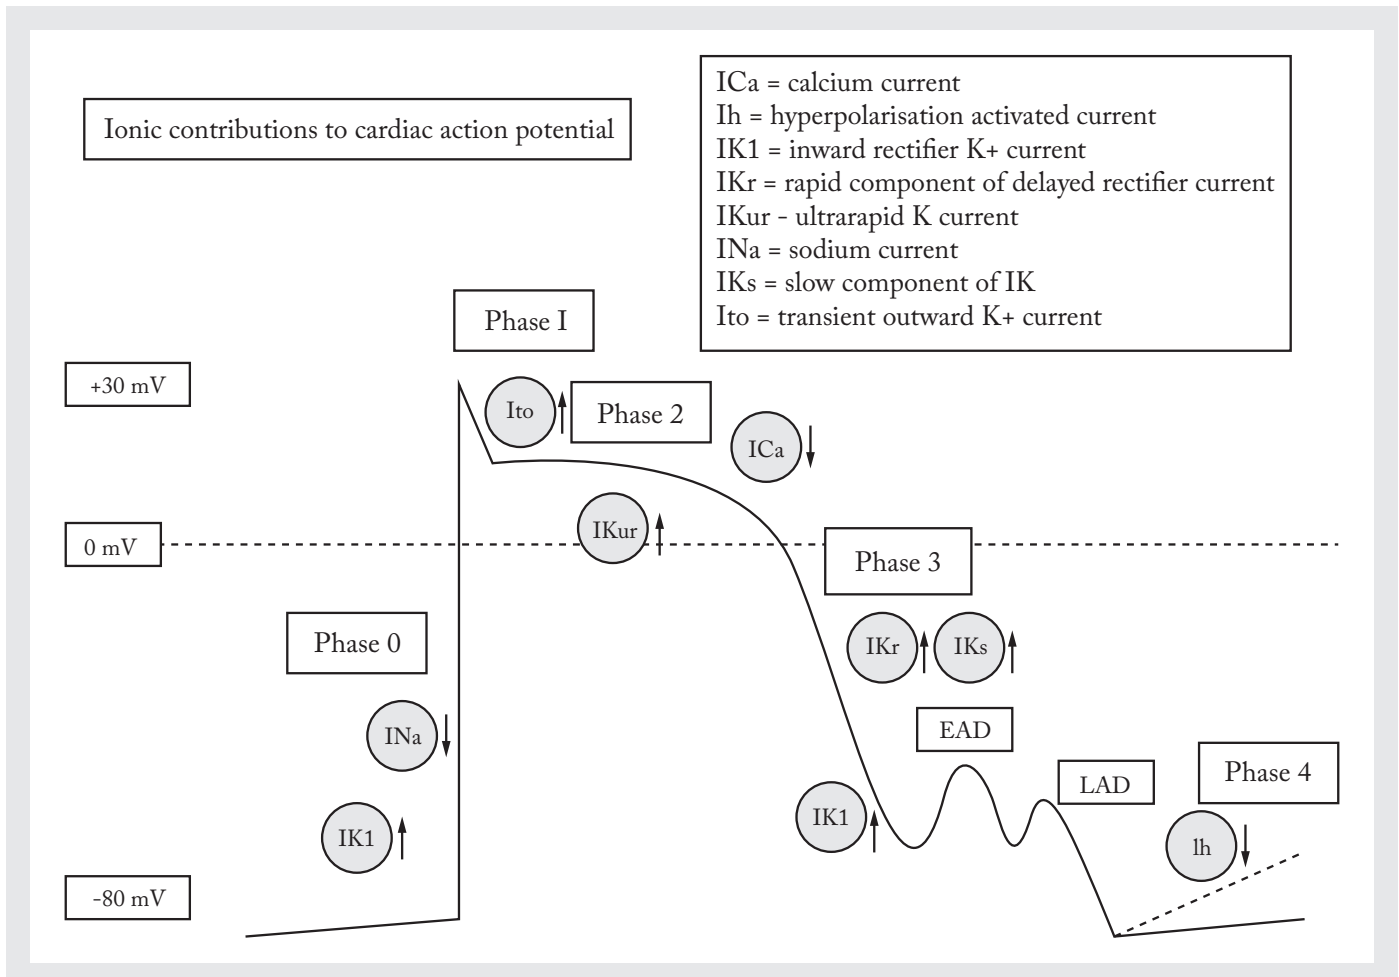 Ionic contributions to cardiac action potential
ICa = calcium current
Ih = hyperpolarisation activated current
IK1 = inward rectifier K+ current
IKr = rapid component of delayed rectifier current
IKur - ultrarapid K current
INa = sodium current
IKs = slow component of IK
Ito = transient outward K+ current
Phase I
+30 mV
Ito
Phase 2
ICa
IKur
0 mV
Phase 3
Phase 0
IKr
IKs
INa
EAD
LAD
Phase 4
IK1
IK1
lh
-80 mV